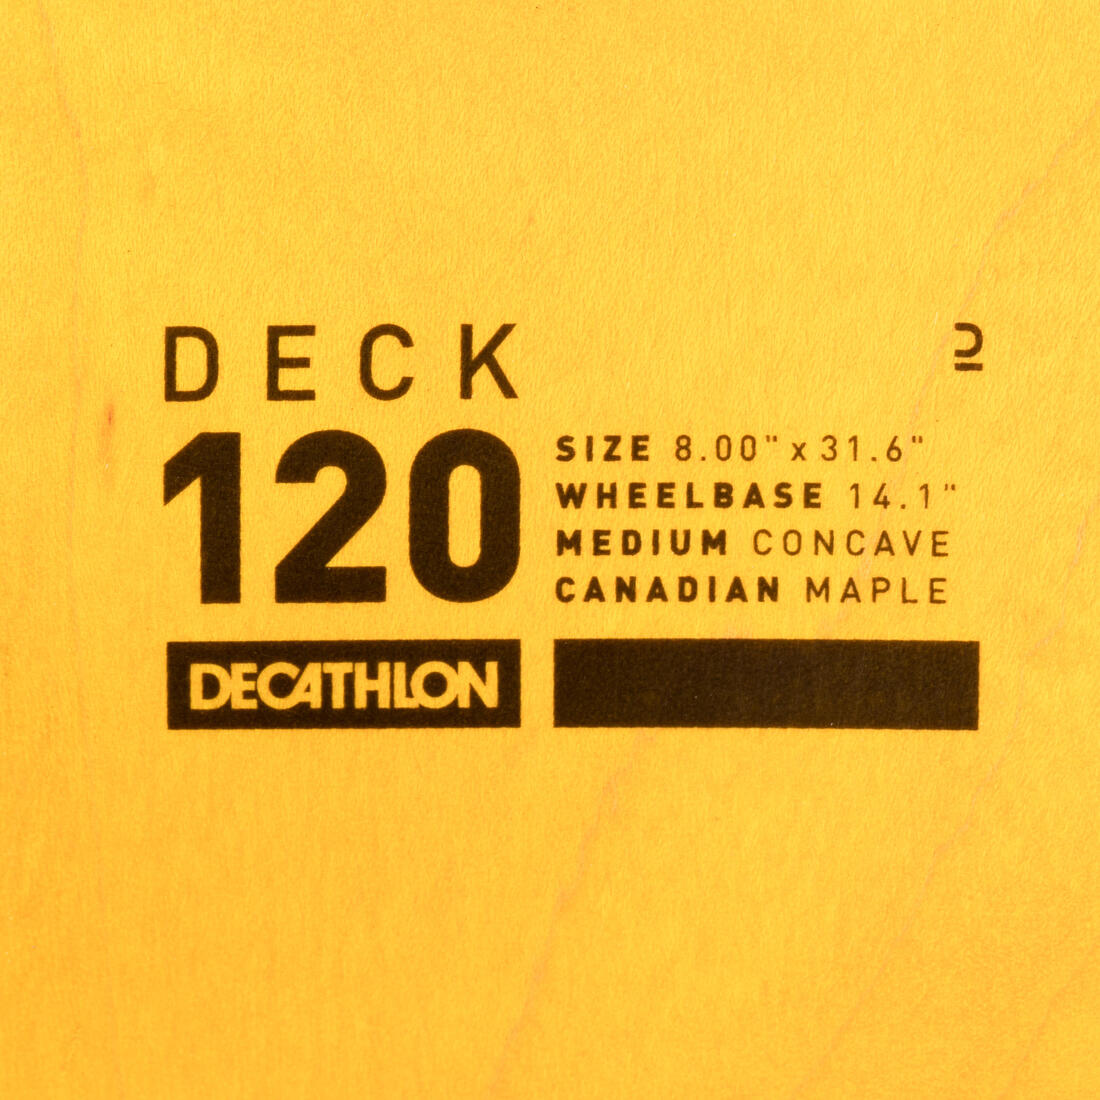 DECK
120
SIZE 8.00" x 31.6"
WHEELBASE 14.1"
MEDIUM CONCAVE
CANADIAN MAPLE
DECATHLON